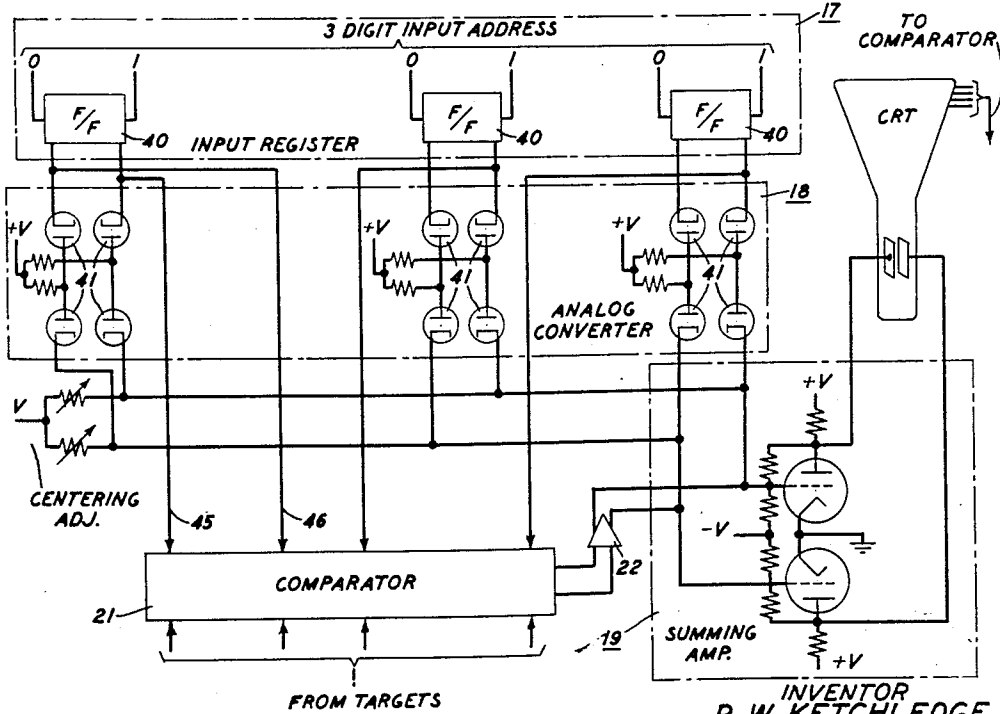 17
TO
COMPARATOR
3 DIGIT INPUT ADDRESS
0 1 0 1 0 1
F/F F/F F/F
40 40 40
CRT
INPUT REGISTER
18
+V +V +V
41 41 41
ANALOG
CONVERTER
V
+V
CENTERING
ADJ.
45 46
-V
22
COMPARATOR
21
19
SUMMING
AMP.
+V
FROM TARGETS
INVENTOR
R. W. KETCHLEDGE